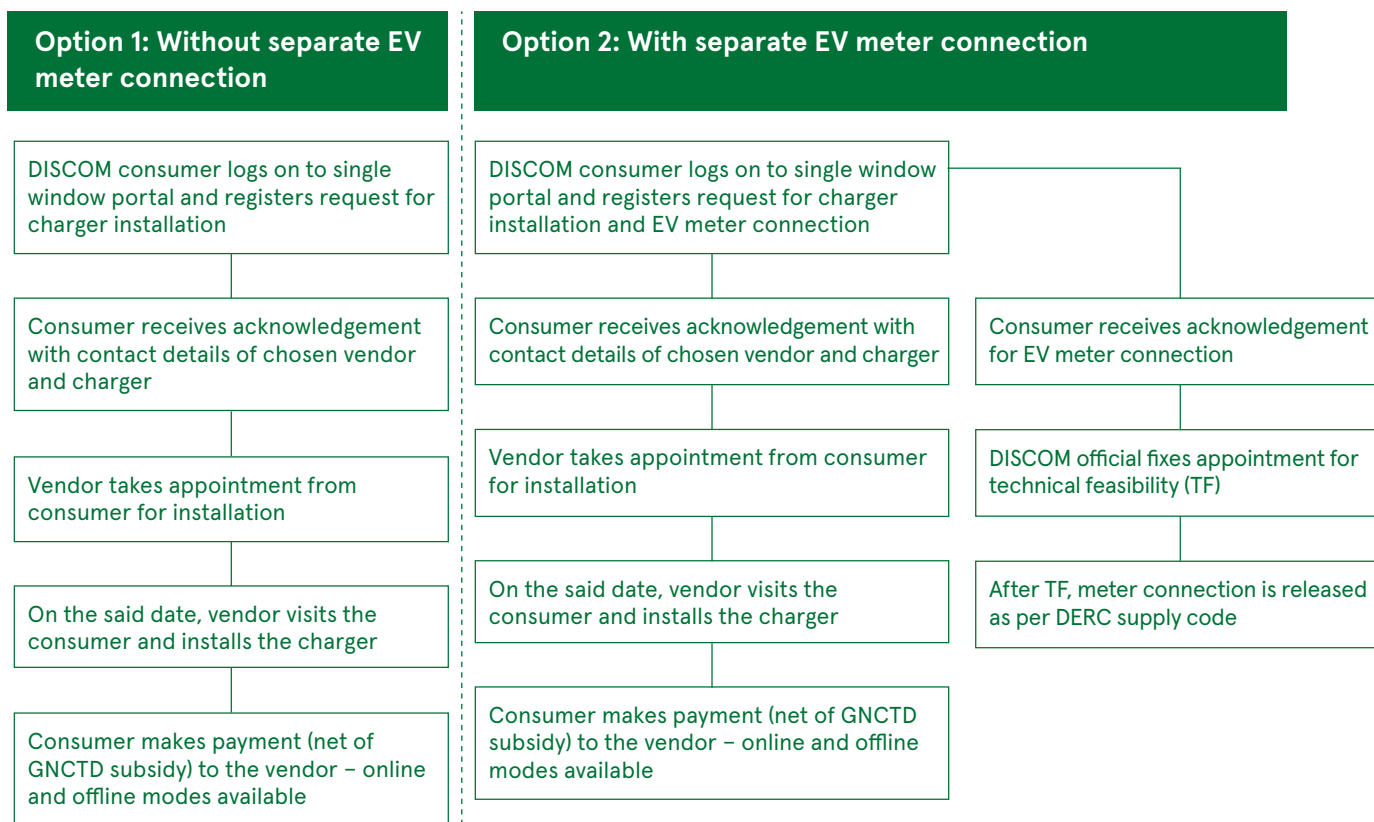 Option 1: Without separate EV
meter connection
DISCOM consumer logs on to single
window portal and registers request for
charger installation
Consumer receives acknowledgement
with contact details of chosen vendor
and charger
Vendor takes appointment from
consumer for installation
On the said date, vendor visits the
consumer and installs the charger
Consumer makes payment (net of
GNCTD subsidy) to the vendor – online
and offline modes available
Option 2: With separate EV meter connection
DISCOM consumer logs on to single window
portal and registers request for charger
installation and EV meter connection
Consumer receives acknowledgement with
contact details of chosen vendor and charger
Vendor takes appointment from consumer
for installation
On the said date, vendor visits the
consumer and installs the charger
Consumer makes payment (net of GNCTD
subsidy) to the vendor – online and offline
modes available
Consumer receives acknowledgement
for EV meter connection
DISCOM official fixes appointment for
technical feasibility (TF)
After TF, meter connection is released
as per DERC supply code